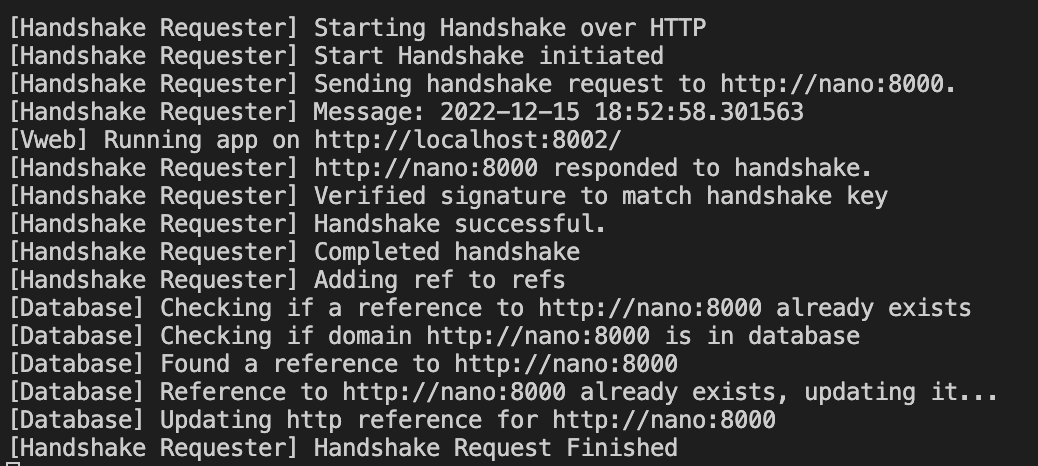 [Handshake Requester] Starting Handshake over HTTP
[Handshake Requester] Start Handshake initiated
[Handshake Requester] Sending handshake request to http://nano:8000.
[Handshake Requester] Message: 2022-12-15 18:52:58.301563
[Vweb] Running app on http://localhost:8002/
[Handshake Requester] http://nano:8000 responded to handshake.
[Handshake Requester] Verified signature to match handshake key
[Handshake Requester] Handshake successful.
[Handshake Requester] Completed handshake
[Handshake Requester] Adding ref to refs
[Database] Checking if a reference to http://nano:8000 already exists
[Database] Checking if domain http://nano:8000 is in database
[Database] Found a reference to http://nano:8000
[Database] Reference to http://nano:8000 already exists, updating it...
[Database] Updating http reference for http://nano:8000
[Handshake Requester] Handshake Request Finished